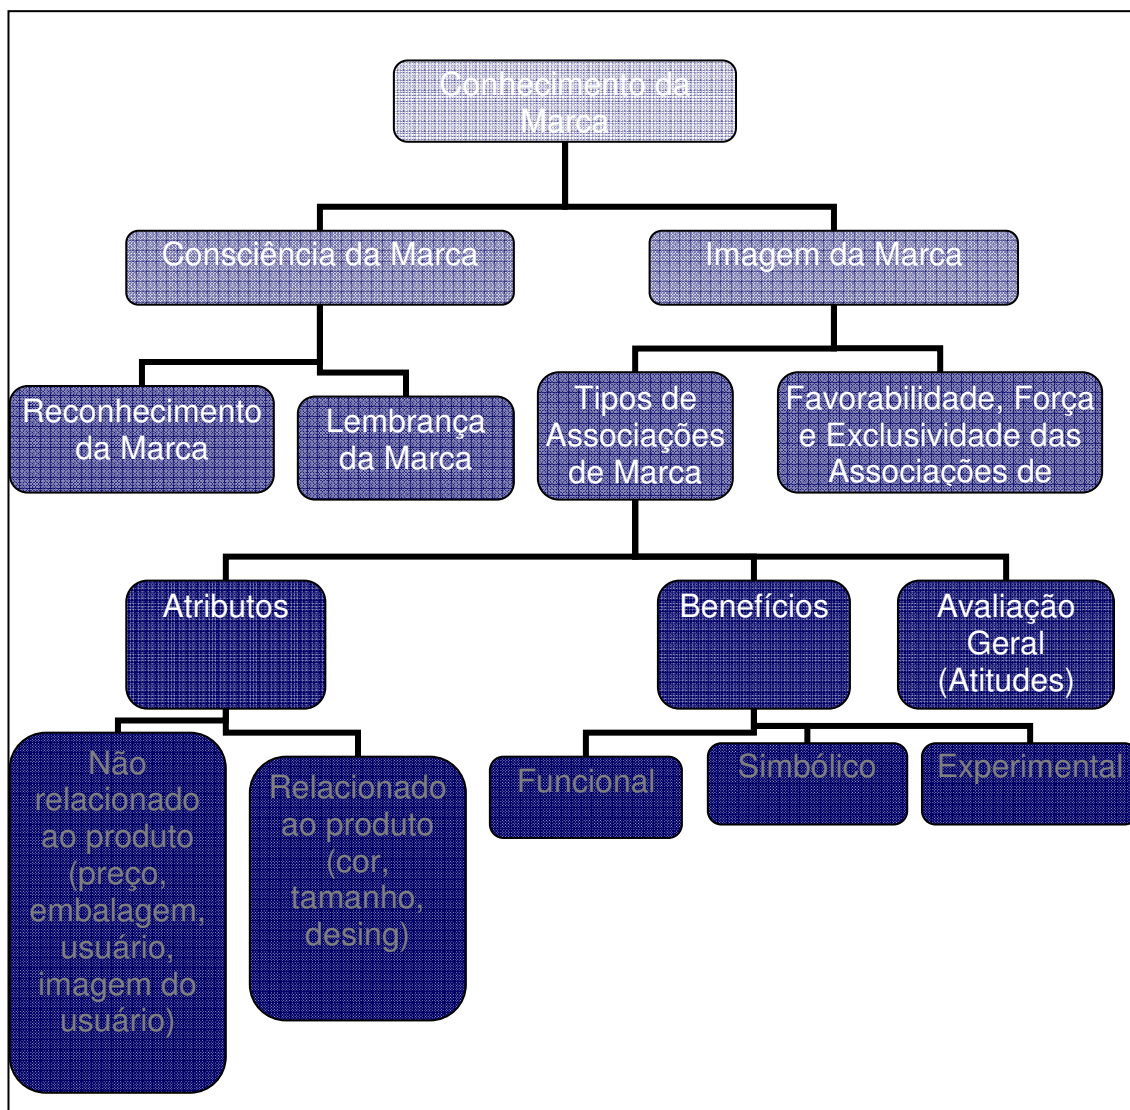 Conhecimento da
Marca
Consciência da Marca
Imagem da Marca
Reconhecimento
da Marca
Lembrança
da Marca
Tipos de
Associações
de Marca
Favorabilidade, Força
e Exclusividade das
Associações de
Atributos
Benefícios
Avaliação
Geral
(Atitudes)
Não
relacionado
ao produto
(preço,
embalagem,
usuário,
imagem do
usuário)
Relacionado
ao produto
(cor,
tamanho,
desing)
Funcional
Simbólico
Experimental